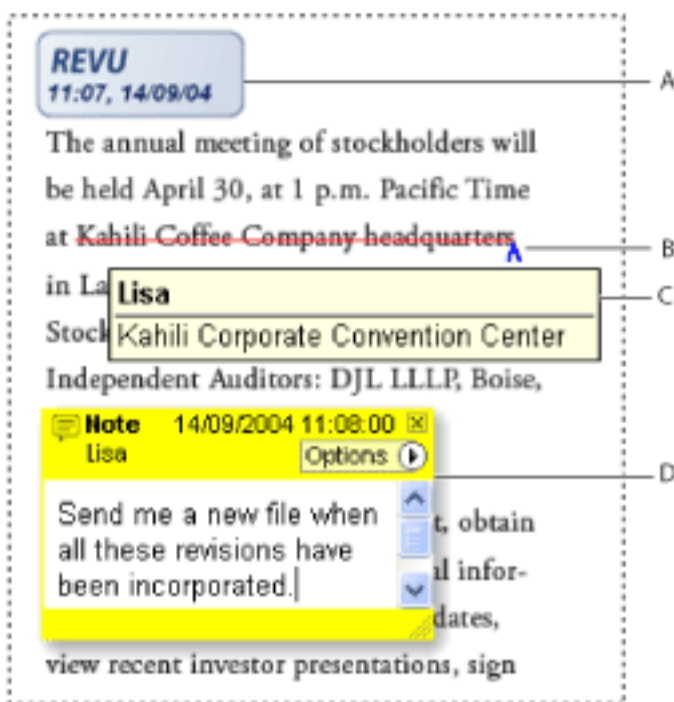 REVU
11:07, 14/09/04
A
The annual meeting of stockholders will
be held April 30, at 1 p.m. Pacific Time
at Kahili Coffee Company headquarters
B
in La
Lisa
C
Stock
Kahili Corporate Convention Center
Independent Auditors: DJL LLLP, Boise,
Note 14/09/2004 11:08:00
Lisa
Options
D
Send me a new file when
all these revisions have
been incorporated.
t, obtain
al infor-
dates,
view recent investor presentations, sign